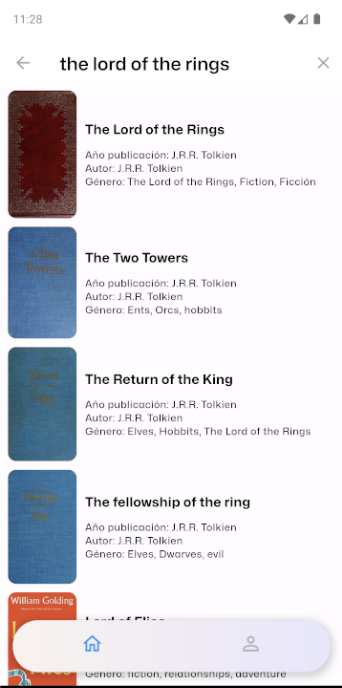 11:28
the lord of the rings
The Lord of the Rings
Año publicación: J.R.R. Tolkien
Autor: J.R.R. Tolkien
Género: The Lord of the Rings, Fiction, Ficción
The Two Towers
Año publicación: J.R.R. Tolkien
Autor: J.R.R. Tolkien
Género: Ents, Orcs, hobbits
The Return of the King
Año publicación: J.R.R. Tolkien
Autor: J.R.R. Tolkien
Género: Elves, Hobbits, The Lord of the Rings
The fellowship of the ring
Año publicación: J.R.R. Tolkien
Autor: J.R.R. Tolkien
Género: Elves, Dwarves, evil
William Golding
Lord of Flies
Género: fiction, relationships, adventure